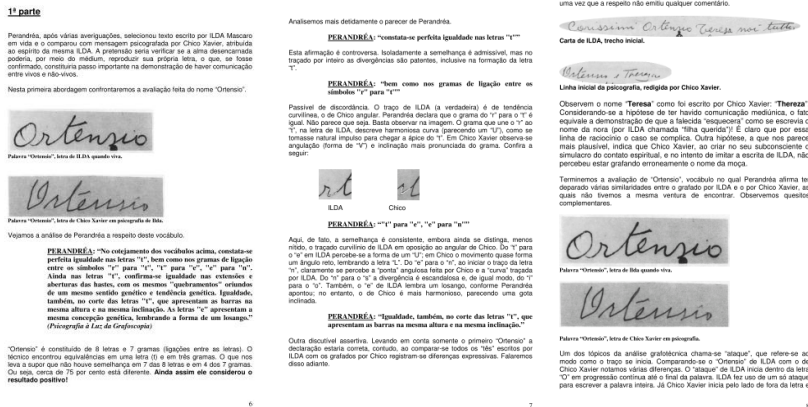 1ª parte
Perandréa, após várias averiguações, selecionou texto escrito por ILDA Mascaro
em vida e o comparou com mensagem psicografada por Chico Xavier, atribuída
ao espírito da mesma ILDA. A pretensão seria verificar se a alma desencarnada
poderia, por meio do médium, reproduzir sua própria letra, o que, se fosse
confirmado, constituiria passo importante na demonstração de haver comunicação
entre vivos e não-vivos.
Nesta primeira abordagem confrontaremos a avaliação feita do nome "Ortensio".
Ortensio
Palavra "Ortensio", letra de ILDA quando viva.
Ortensio
Palavra "Ortensio", letra de Chico Xavier em psicografia de Ilda.
Vejamos a análise de Perandréa a respeito deste vocábulo.
PERANDRÉA: "No cotejamento dos vocábulos acima, constata-se
perfeita igualdade nas letras "t", bem como nos gramas de ligação
entre os símbolos "r" para "t", "t" para "e", "e" para "n".
Ainda nas letras "t", confirma-se igualdade nas extensões e
aberturas das hastes, com os mesmos "quebramentos" oriundos
de um mesmo sentido genético e tendência genética. Igualdade,
também, no corte das letras "t", que apresentam as barras na
mesma altura e na mesma inclinação. As letras "e" apresentam a
mesma concepção genética, lembrando a forma de um losango."
(Psicografia à Luz da Grafoscopia)
"Ortensio" é constituído de 8 letras e 7 gramas (ligações entre as letras). O
técnico encontrou equivalências em uma letra (t) e em três gramas. O que nos
leva a supor que não houve semelhança em 7 das 8 letras e em 4 dos 7 gramas.
Ou seja, cerca de 75 por cento está diferente. Ainda assim ele considerou o
resultado positivo!
6
Analisemos mais detidamente o parecer de Perandréa.
PERANDRÉA: "constata-se perfeita igualdade nas letras "t""
Esta afirmação é controversa. Isoladamente a semelhança é admissível, mas no
traçado por inteiro as divergências são patentes, inclusive na formação da letra
"t".
PERANDRÉA: "bem como nos gramas de ligação entre os
símbolos "r" para "t""
Passível de discordância. O traço de ILDA (a verdadeira) é de tendência
curvilínea, o de Chico angular. Perandréa declara que o grama do "r" para o "t" é
igual. Não parece que seja. Basta observar na imagem. O grama que une o "r" ao
"t", na letra de ILDA, descreve harmoniosa curva (parecendo um "U"), como se
tomasse natural impulso para chegar a ápice do "t". Em Chico Xavier observa-se
angulação (forma de "V") e inclinação mais pronunciada do grama. Confira a
seguir:
rt rt
ILDA Chico
PERANDRÉA: ""t" para "e", "e" para "n""
Aqui, de fato, a semelhança é consistente, embora ainda se distinga, menos
nítido, o traçado curvilíneo de ILDA em oposição ao angular de Chico. Do "t" para
o "e" em ILDA percebe-se a forma de um "U"; em Chico o movimento quase forma
um ângulo reto, lembrando a letra "L". Do "e" para o "n", ao iniciar o traço da letra
"n", claramente se percebe a "ponta" angulosa feita por Chico e a "curva" traçada
por ILDA. Do "n" para o "s" a divergência é escandalosa e, de igual modo, do "i"
para o "o". Também, o "e" de ILDA lembra um losango, conforme Perandréa
apontou; no entanto, o de Chico é mais harmonioso, parecendo uma gota
inclinada.
PERANDRÉA: "Igualdade, também, no corte das letras "t", que
apresentam as barras na mesma altura e na mesma inclinação."
Outra discutível assertiva. Levando em conta somente o primeiro "Ortensio" a
declaração estaria correta, contudo, ao comparar-se todos os "tês" escritos por
ILDA com os grafados por Chico registram-se diferenças expressivas. Falaremos
disso adiante.
7
uma vez que a respeito não emitiu qualquer comentário.
Carissimi Ortensio Teresa noi tutti
Carta de ILDA, trecho inicial.
Ortensio Thereza
Linha inicial da psicografia, redigida por Chico Xavier.
Observem o nome "Teresa" como foi escrito por Chico Xavier: "Thereza"
Considerando-se a hipótese de ter havido comunicação mediúnica, o fato
equivale a demonstração de que a falecida "esquecera" como se escrevia o
nome da nora (por ILDA chamada "filha querida")! É claro que por essa
linha de raciocínio o caso se complica. Outra hipótese, a que nos parece
mais plausível, indica que Chico Xavier, ao criar no seu subconsciente o
simulacro do contato espiritual, e no intento de imitar a escrita de ILDA, não
percebeu estar grafando erroneamente o nome da moça.
Terminemos a avaliação de "Ortensio", vocábulo no qual Perandréa afirma ter
deparado várias similaridades entre o grafado por ILDA e o por Chico Xavier, as
quais não tivemos a mesma ventura de encontrar. Observemos quesitos
complementares.
Ortensio
Palavra "Ortensio", letra de Ilda quando viva.
Ortensio
Palavra "Ortensio", letra de Chico Xavier em psicografia.
Um dos tópicos da análise grafotécnica chama-se "ataque", que refere-se ao
modo como o traço se inicia. Comparando-se o "Ortensio" de ILDA com o de
Chico Xavier notamos várias diferenças. O "ataque" de ILDA inicia dentro da letra
"O" em progressão contínua até o final da palavra. ILDA fez uso de um só ataque
para escrever a palavra inteira. Já Chico Xavier inicia pelo lado de fora da letra e